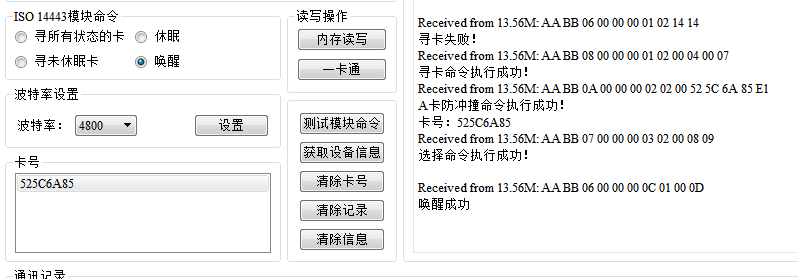 ISO 14443模块命令
寻所有状态的卡
休眠
寻未休眠卡
唤醒
波特率设置
波特率：
4800
设置
卡号
525C6A85
读写操作
内存读写
一卡通
测试模块命令
获取设备信息
清除卡号
清除记录
清除信息
Received from 13.56M: AA BB 06 00 00 00 01 02 14 14
寻卡失败！
Received from 13.56M: AA BB 08 00 00 00 01 02 00 04 00 07
寻卡命令执行成功！
Received from 13.56M: AA BB 0A 00 00 00 02 02 00 52 5C 6A 85 E1
A卡防冲撞命令执行成功！
卡号：525C6A85
Received from 13.56M: AA BB 07 00 00 00 03 02 00 08 09
选择命令执行成功！
Received from 13.56M: AA BB 06 00 00 00 0C 01 00 0D
唤醒成功
通讯记录